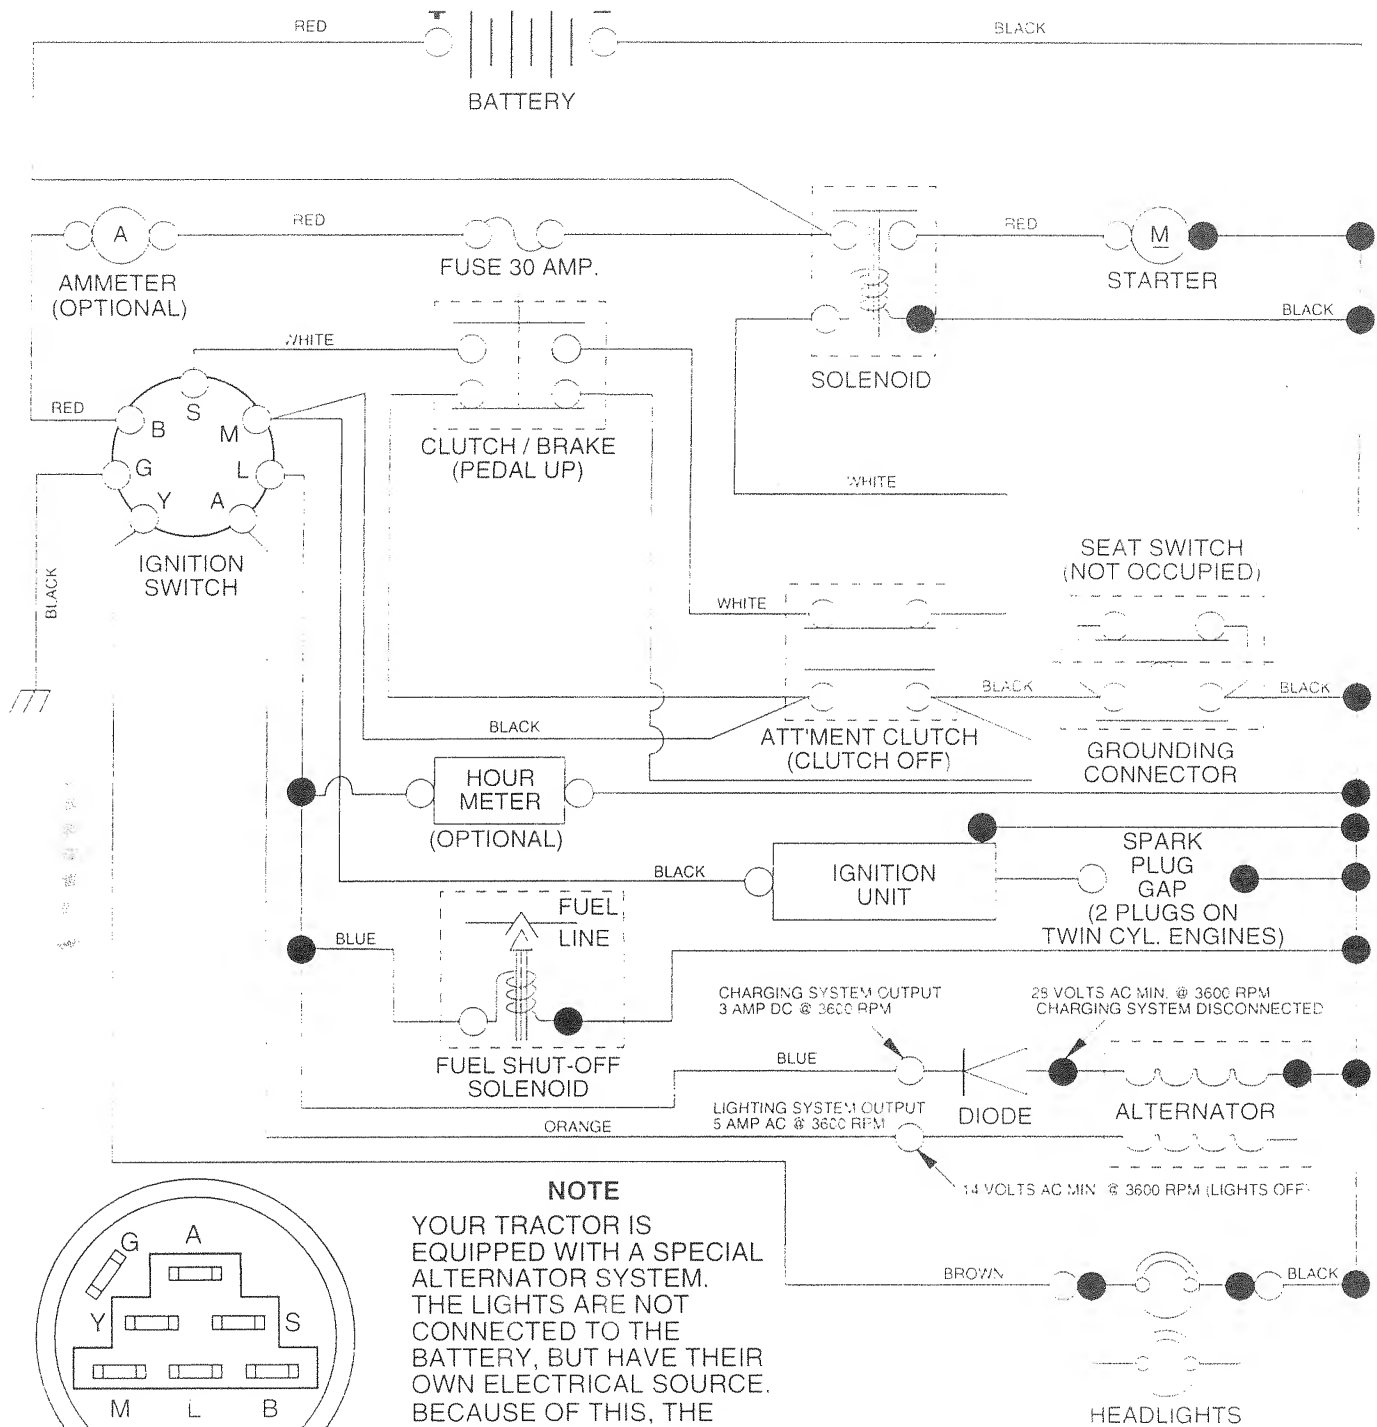 + −
RED
BLACK
BATTERY
A
RED
RED
M
FUSE 30 AMP.
STARTER
AMMETER
(OPTIONAL)
BLACK
WHITE
SOLENOID
RED
S
B
M
CLUTCH / BRAKE
(PEDAL UP)
G
L
WHITE
Y
A
SEAT SWITCH
(NOT OCCUPIED)
IGNITION
SWITCH
BLACK
WHITE
BLACK
BLACK
BLACK
ATT'MENT CLUTCH
(CLUTCH OFF)
GROUNDING
CONNECTOR
HOUR
METER
(OPTIONAL)
SPARK
PLUG
GAP
(2 PLUGS ON
TWIN CYL. ENGINES)
BLACK
IGNITION
UNIT
FUEL
LINE
BLUE
CHARGING SYSTEM OUTPUT
3 AMP DC @ 3600 RPM
28 VOLTS AC MIN. @ 3600 RPM
CHARGING SYSTEM DISCONNECTED
FUEL SHUT-OFF
SOLENOID
BLUE
DIODE
ALTERNATOR
LIGHTING SYSTEM OUTPUT
5 AMP AC @ 3600 RPM
ORANGE
14 VOLTS AC MIN. @ 3600 RPM (LIGHTS OFF)
NOTE
YOUR TRACTOR IS
EQUIPPED WITH A SPECIAL
ALTERNATOR SYSTEM.
THE LIGHTS ARE NOT
CONNECTED TO THE
BATTERY, BUT HAVE THEIR
OWN ELECTRICAL SOURCE.
BECAUSE OF THIS, THE
G
A
Y
S
M
L
B
BROWN
BLACK
HEADLIGHTS